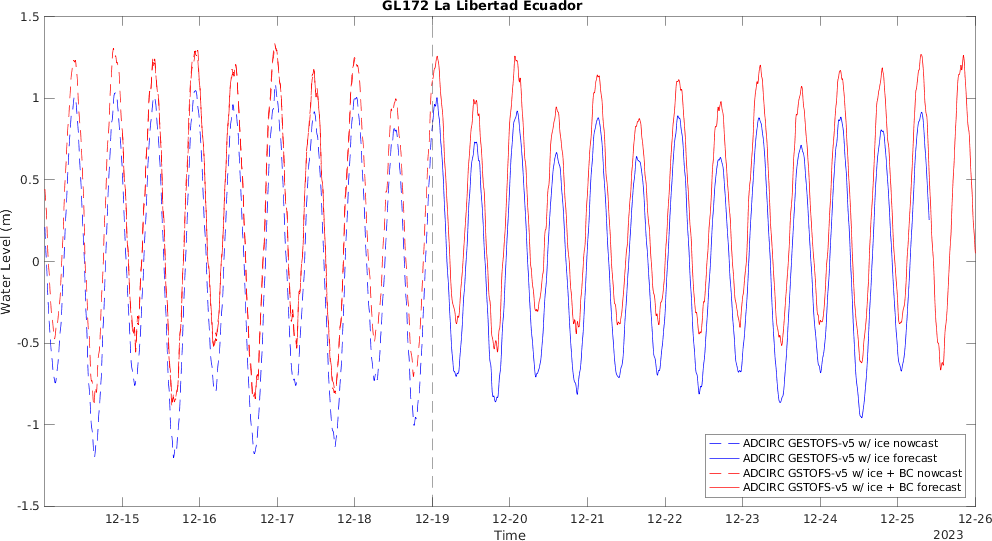 GL172 La Libertad Ecuador
1.5
1
0.5
0
-0.5
-1
-1.5
Water Level (m)
ADCIRC GESTOFS-v5 w/ ice nowcast
ADCIRC GESTOFS-v5 w/ ice forecast
ADCIRC GSTOFS-v5 w/ ice + BC nowcast
ADCIRC GSTOFS-v5 w/ ice + BC forecast
12-15 12-16 12-17 12-18 12-19 12-20 12-21 12-22 12-23 12-24 12-25 12-26
Time
2023